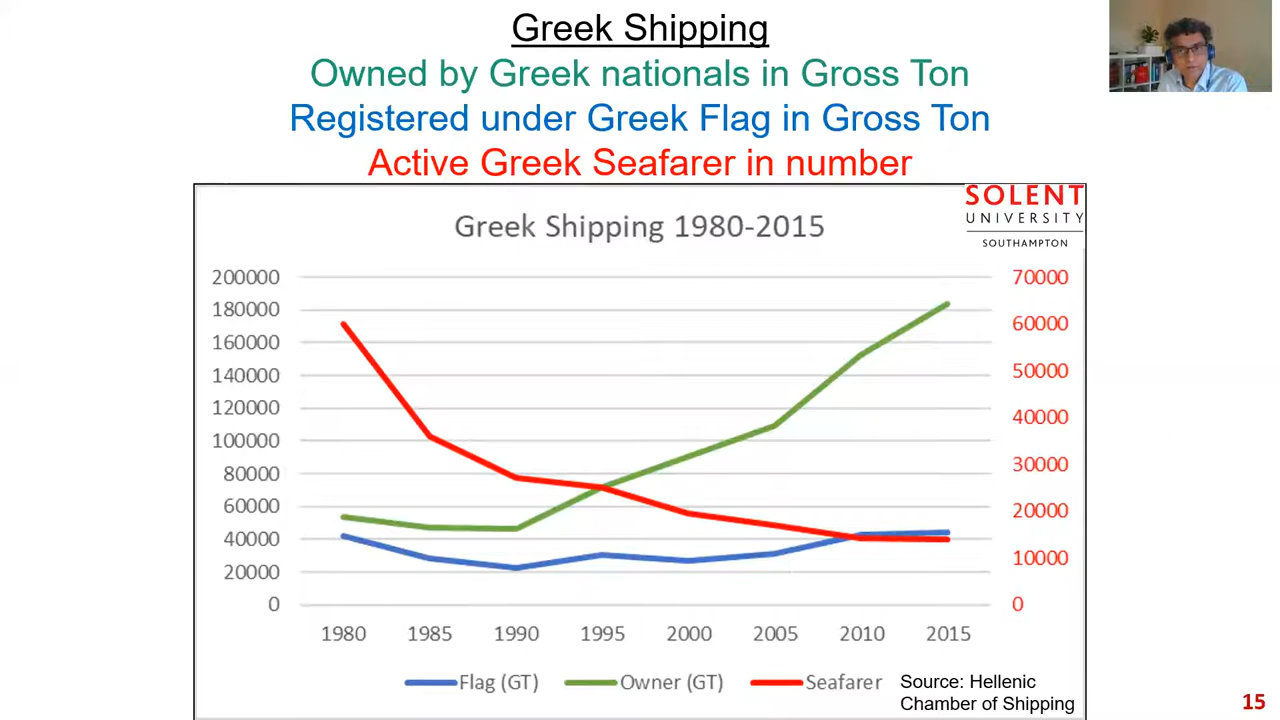 Greek Shipping
Owned by Greek nationals in Gross Ton
Registered under Greek Flag in Gross Ton
Active Greek Seafarer in number
SOLENT
UNIVERSITY
SOUTHAMPTON
Greek Shipping 1980-2015
200000 70000
180000
160000 60000
140000 50000
120000
100000 40000
80000 30000
60000 20000
40000
20000 10000
0 0
1980 1985 1990 1995 2000 2005 2010 2015
Flag (GT) Owner (GT) Seafarer
Source: Hellenic
Chamber of Shipping
15